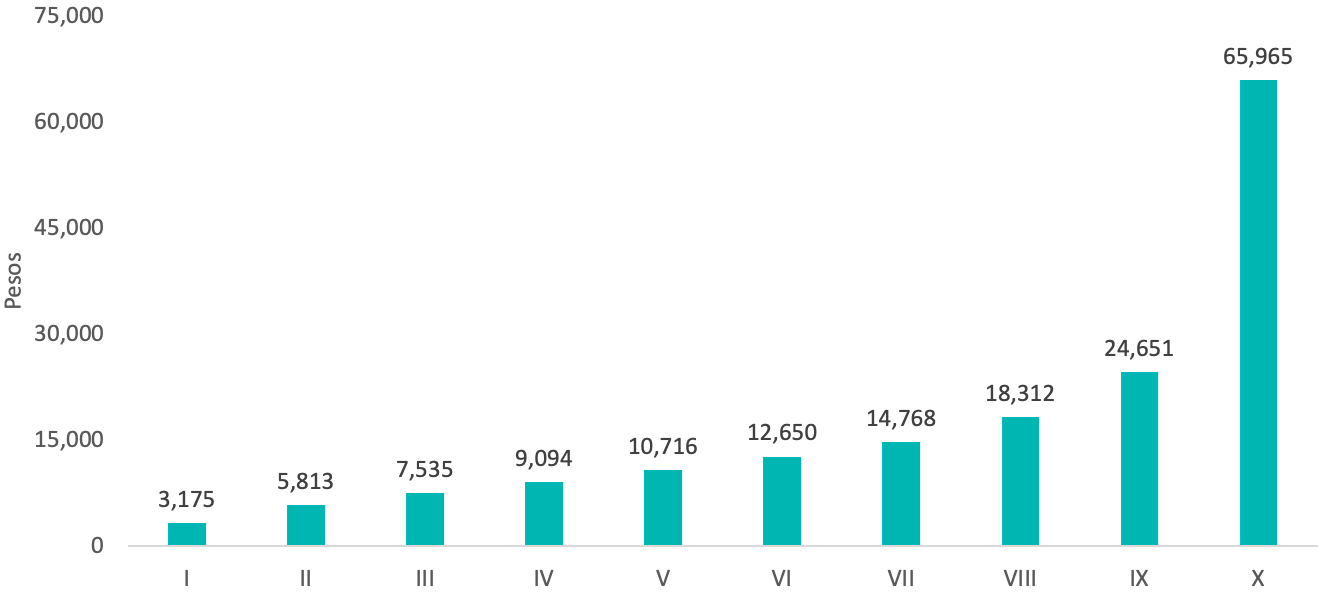 75,000
60,000
45,000
30,000
15,000
0
Pesos
3,175
5,813
7,535
9,094
10,716
12,650
14,768
18,312
24,651
65,965
I
II
III
IV
V
VI
VII
VIII
IX
X